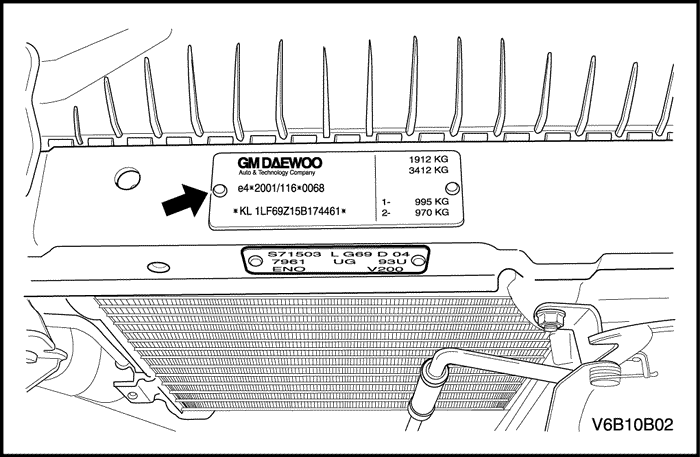 GM DAEWOO
Auto & Technology Company
e4*2001/116*0068
*KL 1LF69Z15B174461*
1912 KG
3412 KG
1- 995 KG
2- 970 KG
S71503 L G69 D 04
7961 UG 93U
ENO V200
V6B10B02